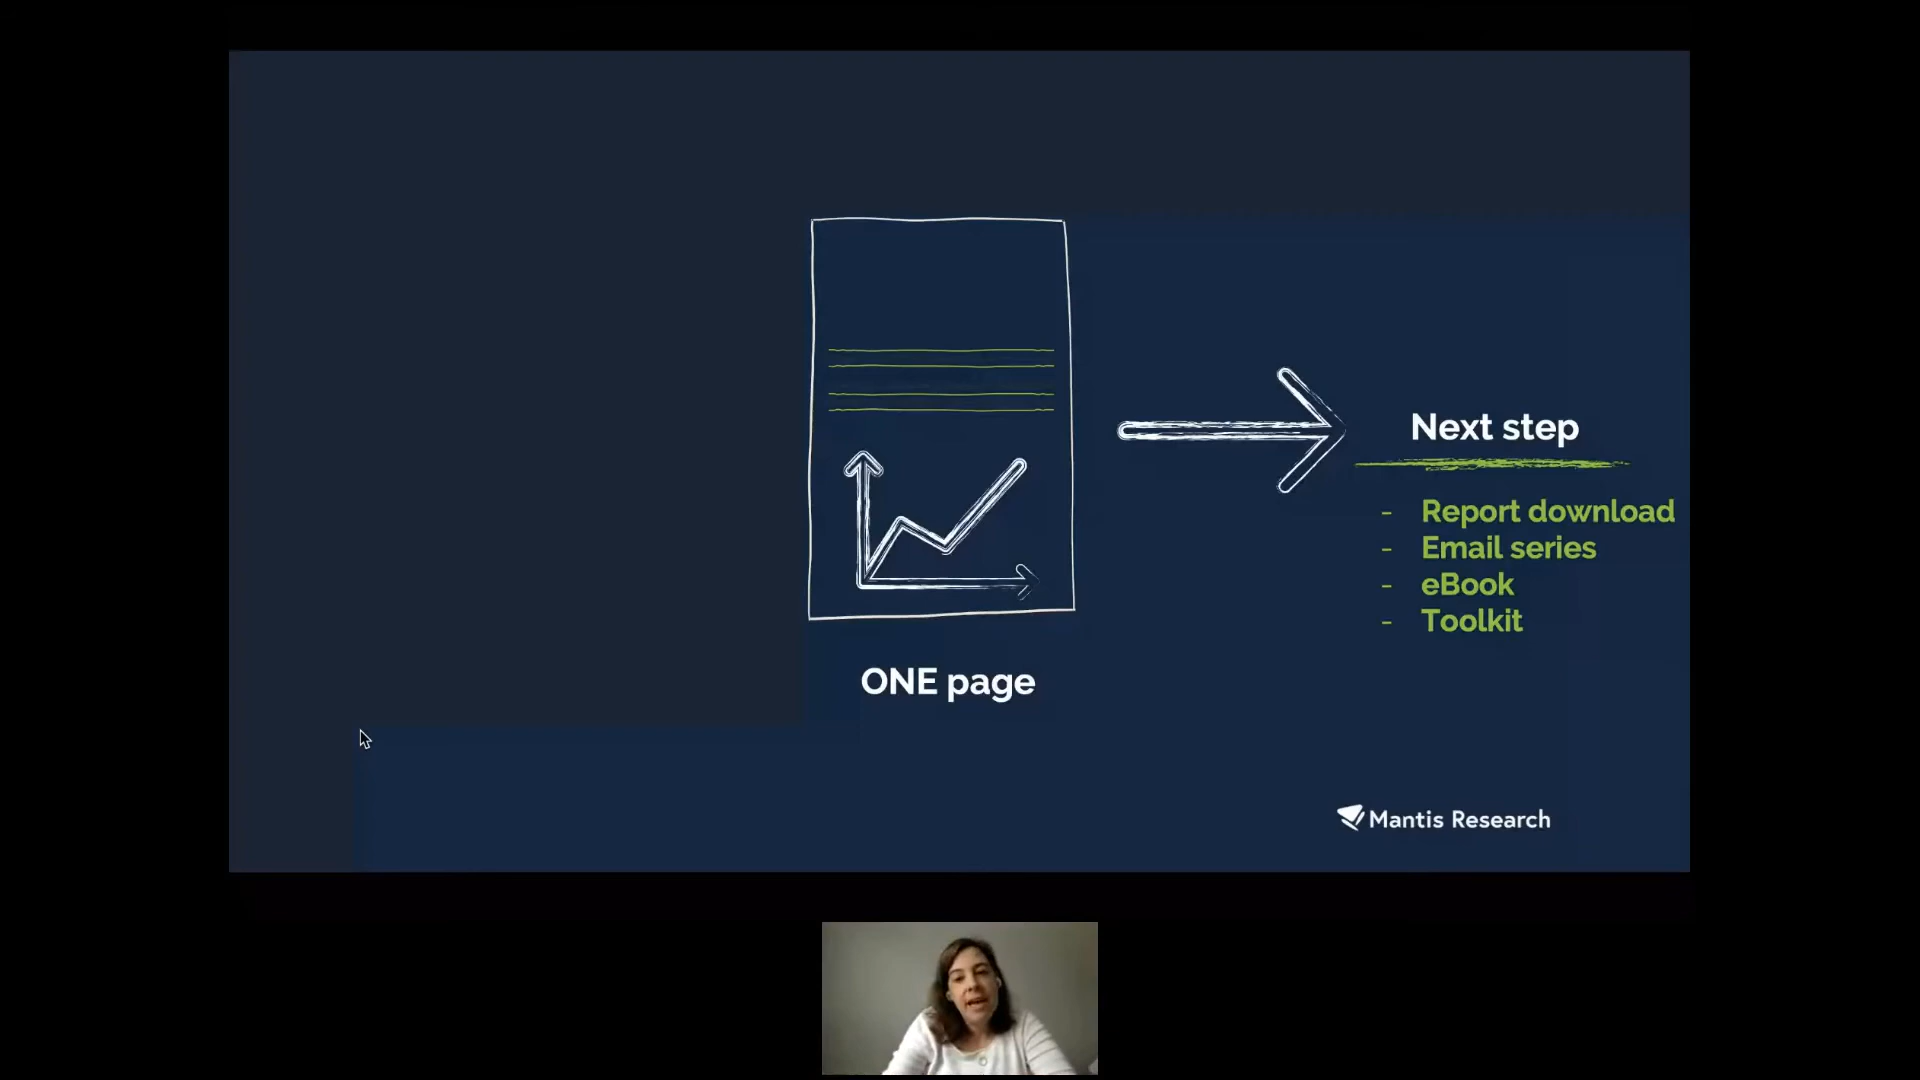 Next step
- Report download
- Email series
- eBook
- Toolkit
ONE page
Mantis Research